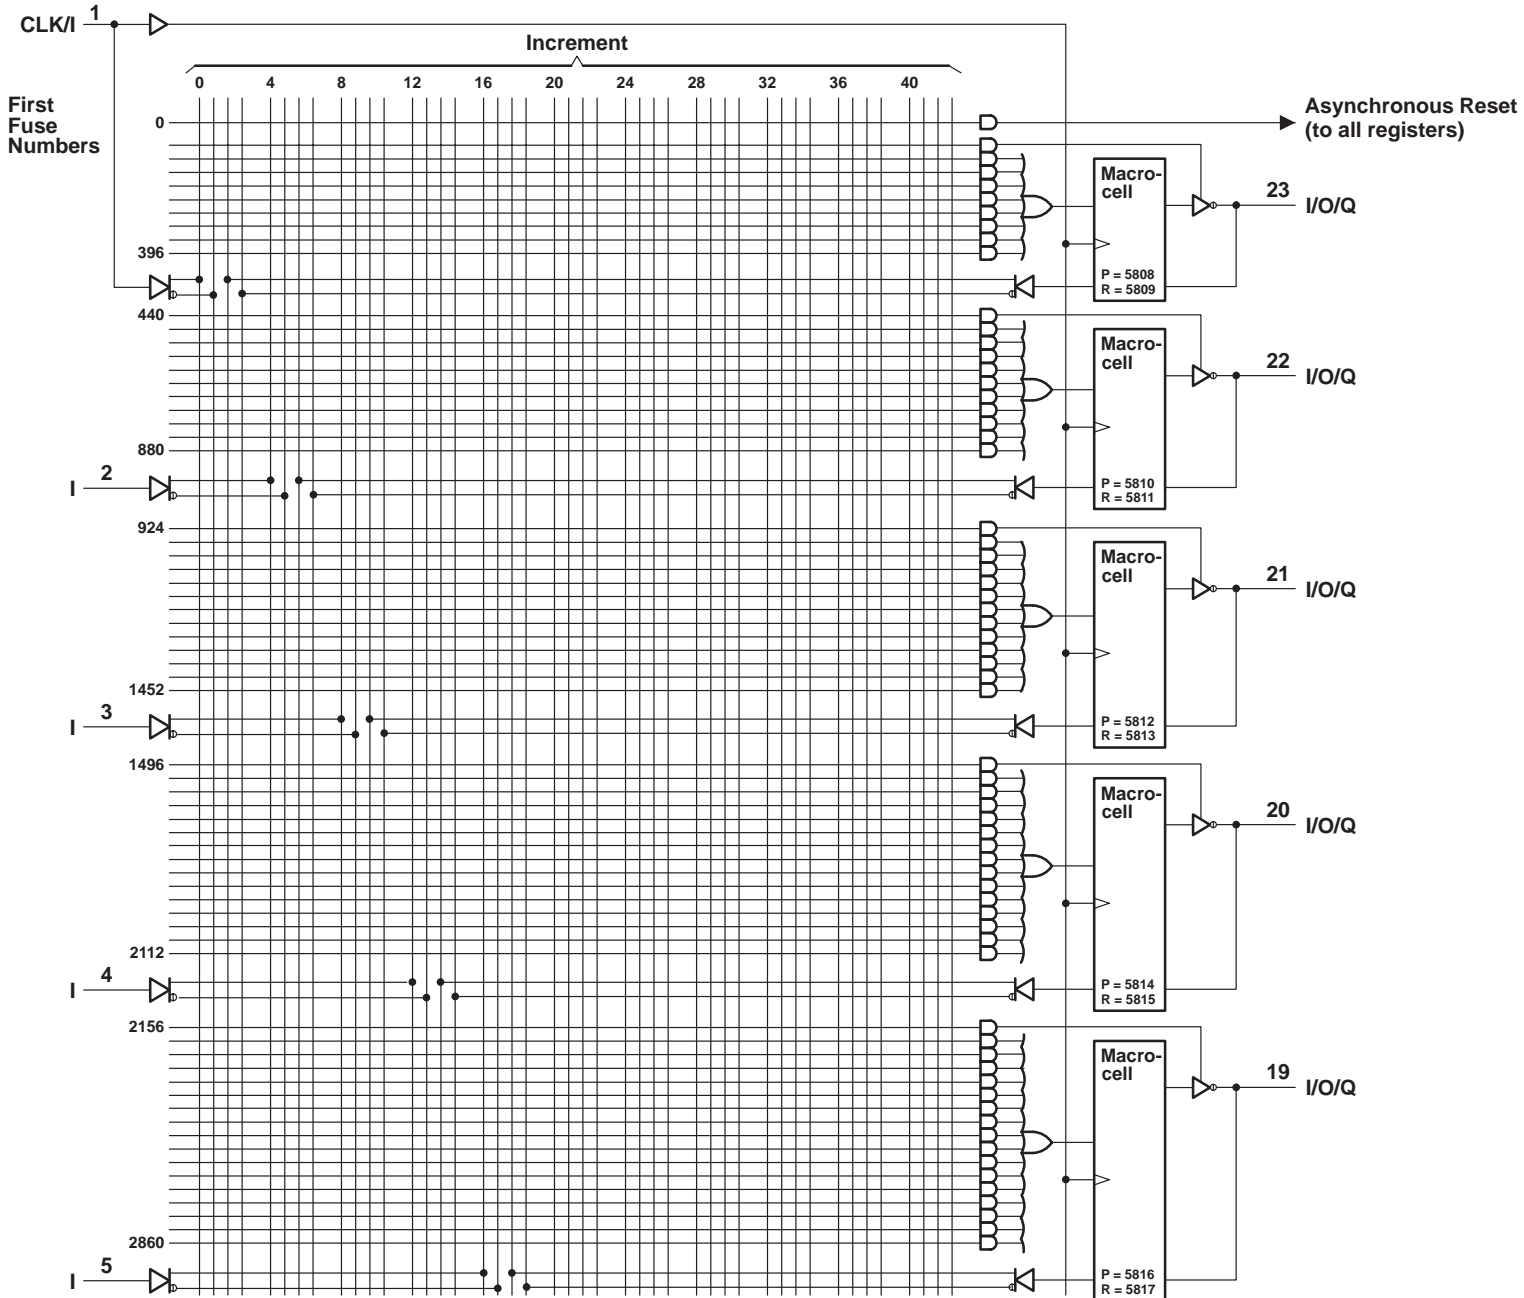 CLK/I
1
Increment
0 4 8 12 16 20 24 28 32 36 40
First
Fuse
Numbers
0
Asynchronous Reset
(to all registers)
Macro-
cell
23
I/O/Q
396
P = 5808
R = 5809
440
Macro-
cell
22
I/O/Q
880
2
I
P = 5810
R = 5811
924
Macro-
cell
21
I/O/Q
1452
3
I
P = 5812
R = 5813
1496
Macro-
cell
20
I/O/Q
2112
4
I
P = 5814
R = 5815
2156
Macro-
cell
19
I/O/Q
2860
5
I
P = 5816
R = 5817